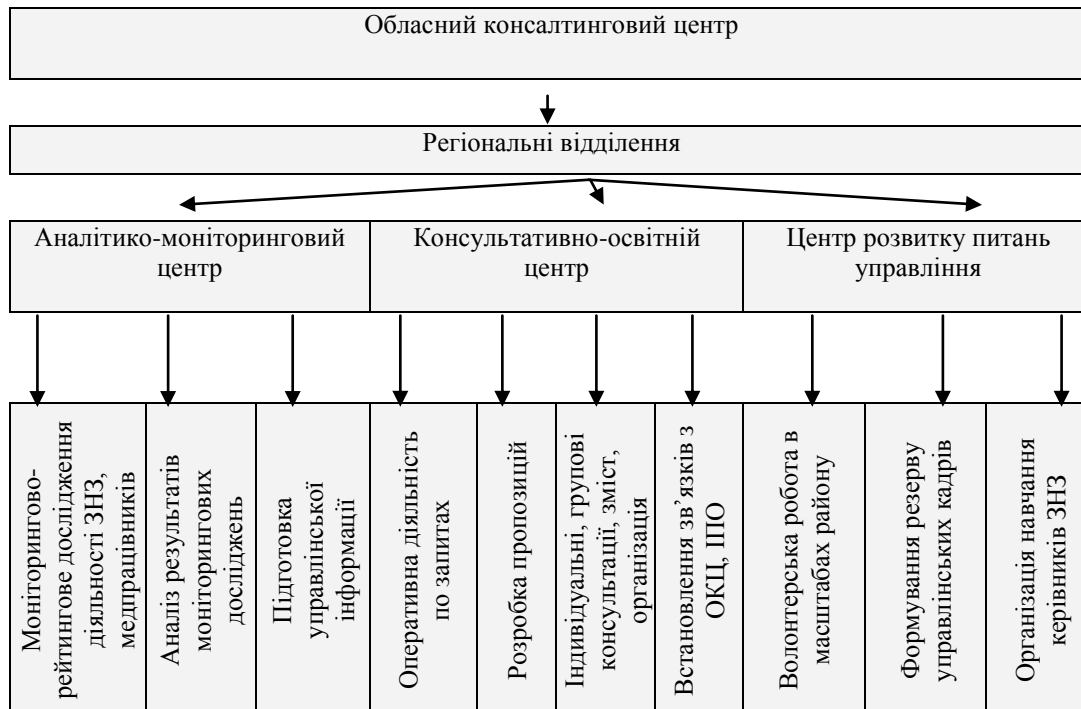 Обласний консалтинговий центр
Регіональні відділення
Аналітико-моніторинговий
центр
Консультативно-освітній
центр
Центр розвитку питань
управління
Моніторингово-
рейтингове дослідження
діяльності ЗНЗ,
медпрацівників
Аналіз результатів
моніторингових
досліджень
Підготовка
управлінської
інформації
Оперативна діяльність
по запитах
Розробка пропозицій
Індивідуальні, групові
консультації, зміст,
організація
Встановлення зв’язків з
ОКЦ, ІПО
Волонтерська робота в
масштабах району
Формування резерву
управлінських кадрів
Організація навчання
керівників ЗНЗ